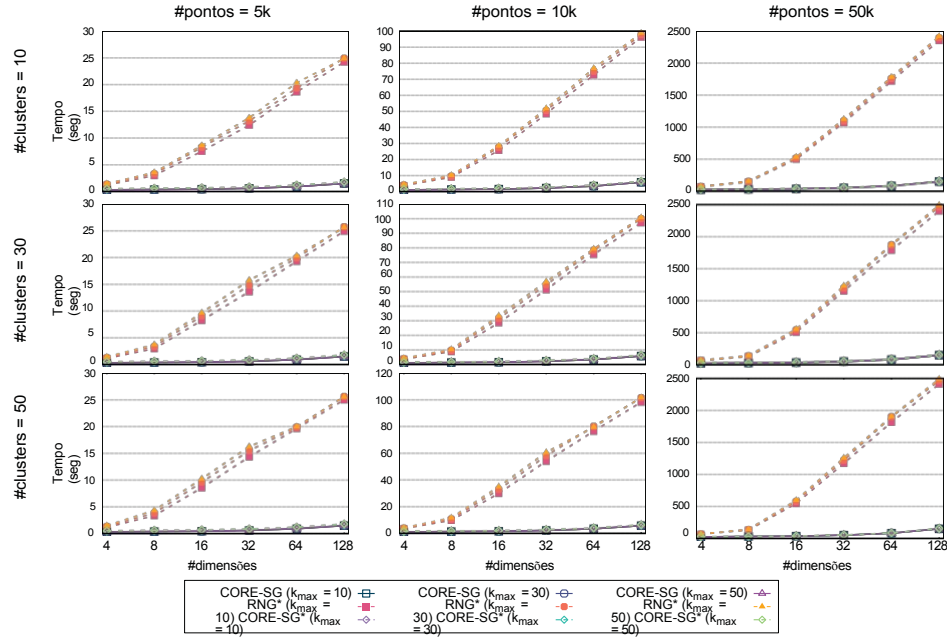 #pontos = 5k
#pontos = 10k
#pontos = 50k
#clusters = 10
Tempo
(seg)
30
25
20
15
10
5
0
100
90
80
70
60
50
40
30
20
10
0
2500
2000
1500
1000
500
0
#clusters = 30
Tempo
(seg)
30
25
20
15
10
5
0
110
100
90
80
70
60
50
40
30
20
10
0
2500
2000
1500
1000
500
0
#clusters = 50
Tempo
(seg)
30
25
20
15
10
5
0
120
100
80
60
40
20
0
2500
2000
1500
1000
500
0
4 8 16 32 64 128
4 8 16 32 64 128
4 8 16 32 64 128
#dimensões
#dimensões
#dimensões
CORE-SG (kmax = 10)
RNG* (kmax =
10) CORE-SG* (kmax
= 10)
CORE-SG (kmax = 30)
RNG* (kmax =
30) CORE-SG* (kmax
= 30)
CORE-SG (kmax = 50)
RNG* (kmax =
50) CORE-SG* (kmax
= 50)